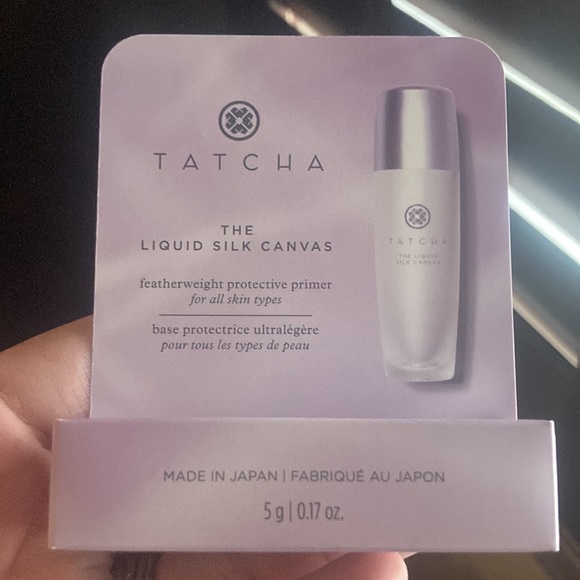 TATCHA
THE
LIQUID SILK CANVAS
featherweight protective primer
for all skin types
base protectrice ultralégère
pour tous les types de peau
TATCHA
THE LIQUID
SILK CANVAS
MADE IN JAPAN | FABRIQUÉ AU JAPON
5 g | 0.17 oz.